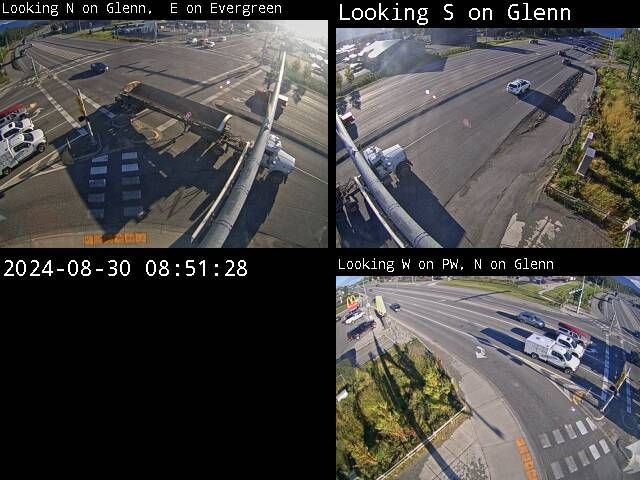 Looking N on Glenn,  E on Evergreen
Looking S on Glenn
2024-08-30 08:51:28
Looking W on PW, N on Glenn